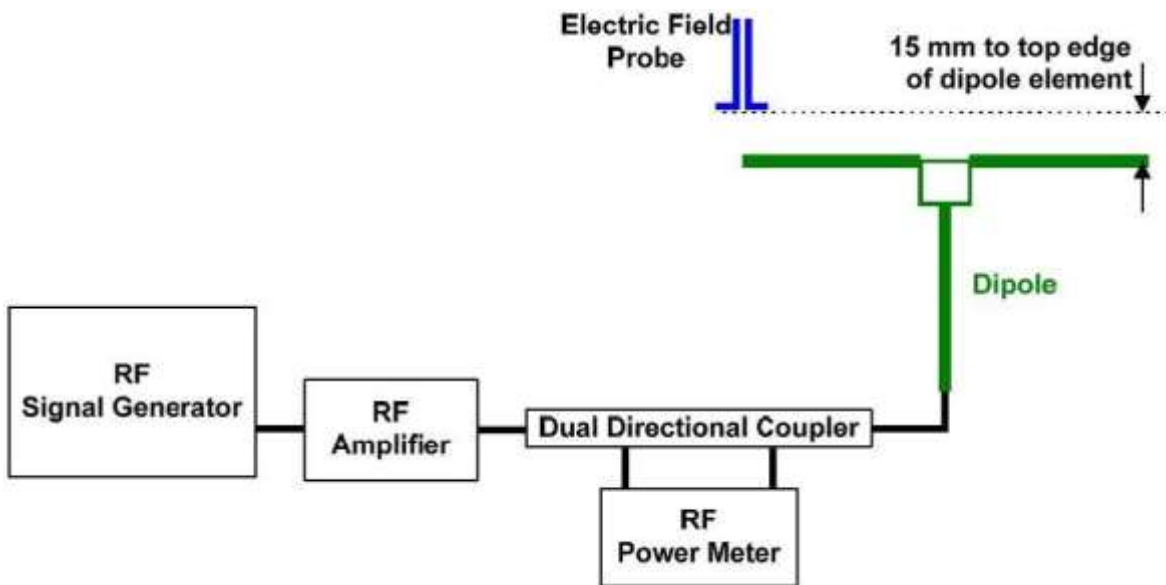 Electric Field
Probe
15 mm to top edge
of dipole element
Dipole
RF
Signal Generator
RF
Amplifier
Dual Directional Coupler
RF
Power Meter